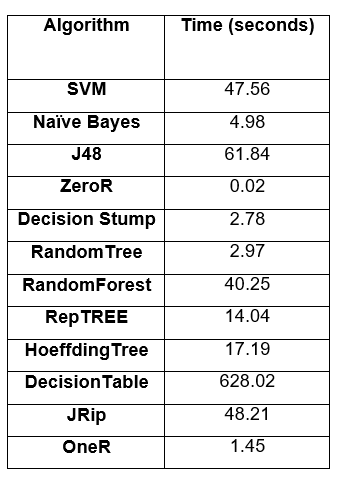 Algorithm Time (seconds)
SVM 47.56
Naïve Bayes 4.98
J48 61.84
ZeroR 0.02
Decision Stump 2.78
RandomTree 2.97
RandomForest 40.25
RepTREE 14.04
HoeffdingTree 17.19
DecisionTable 628.02
JRip 48.21
OneR 1.45